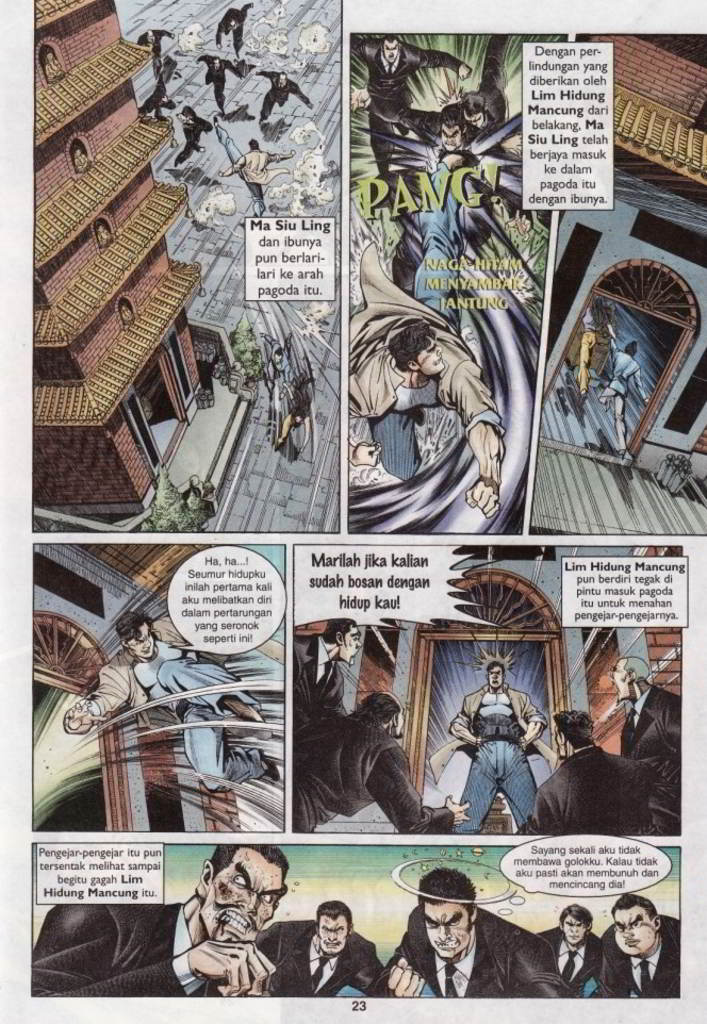 Ma Siu Ling
dan ibunya
pun berlari-
lari ke arah
pagoda itu.
PANG!
NAGA HITAM
MENYAMBAR
JANTUNG
Dengan per-
lindungan yang
diberikan oleh
Lim Hidung
Mancung dari
belakang, Ma
Siu Ling telah
berjaya masuk
ke dalam
pagoda itu
dengan ibunya.
Ha, ha...!
Seumur hidupku
inilah pertama kali
aku melibatkan diri
dalam pertarungan
yang seronok
seperti ini!
Marilah jika kalian
sudah bosan dengan
hidup kau!
Lim Hidung Mancung
pun berdiri tegak di
pintu masuk pagoda
itu untuk menahan
pengejar-pengejarnya.
Pengejar-pengejar itu pun
tersentak melihat sampai
begitu gagah Lim
Hidung Mancung itu.
Sayang sekali aku tidak
membawa golokku. Kalau tidak
aku pasti akan membunuh dan
mencincang dia!
23